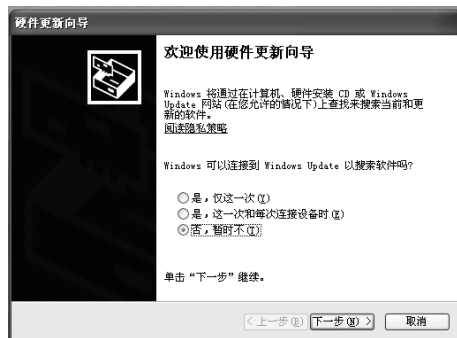 硬件更新向导
欢迎使用硬件更新向导
Windows 将通过在计算机、硬件安装 CD 或 Windows
Update 网站(在您允许的情况下)上查找来搜索当前和更
新的软件。
阅读隐私策略
Windows 可以连接到 Windows Update 以搜索软件吗?
是，仅这一次(Y)
是，这一次和每次连接设备时(E)
否，暂时不(T)
单击“下一步”继续。
< 上一步(B) 下一步(N) > 取消